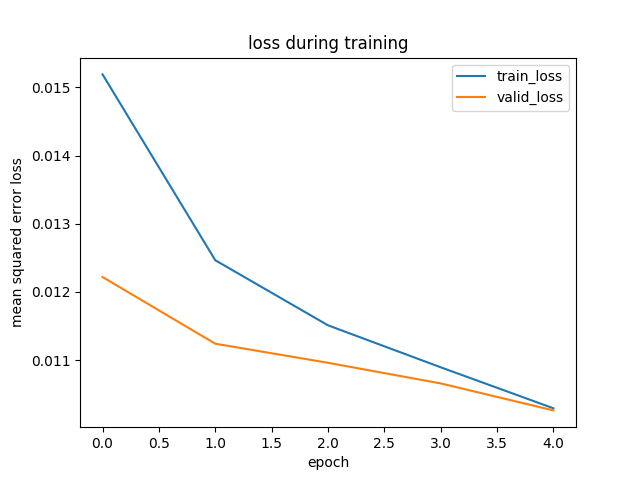 loss during training
train_loss
valid_loss
mean squared error loss
0.015
0.014
0.013
0.012
0.011
0.0 0.5 1.0 1.5 2.0 2.5 3.0 3.5 4.0
epoch